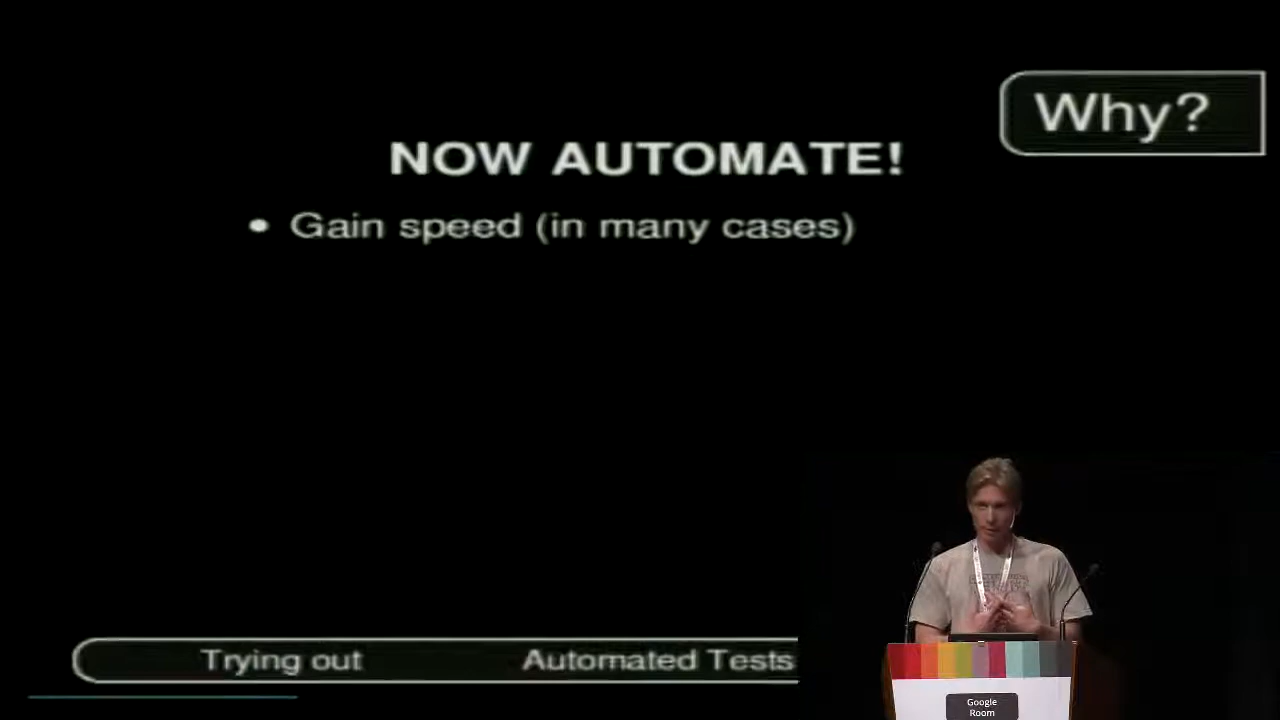 Why?
NOW AUTOMATE!
• Gain speed (in many cases)
Trying out
Automated Tests
Google
Room